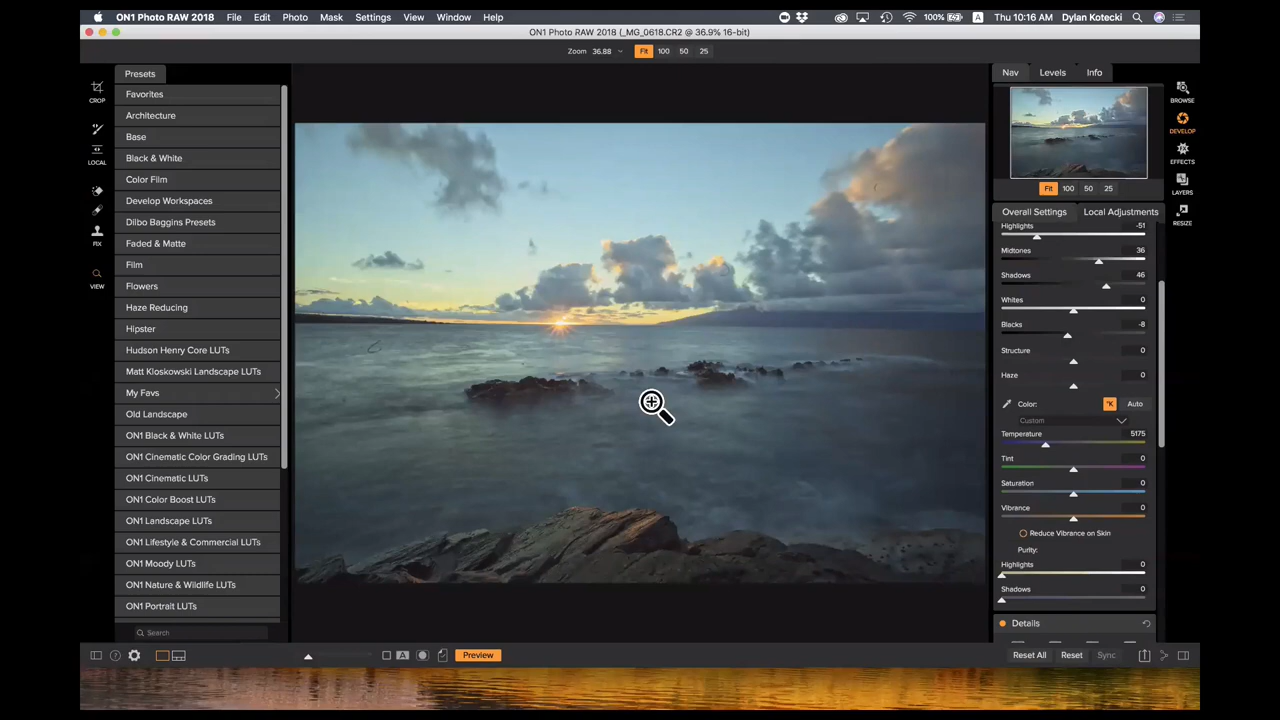 ON1 Photo RAW 2018 File Edit Photo Mask Settings View Window Help 100% A Thu 10:16 AM Dylan Kotecki
ON1 Photo RAW 2018 (_MG_0618.CR2 @ 36.9% 16-bit)
Zoom 36.88 Fit 100 50 25
Presets
Favorites
Architecture
Base
Black & White
Color Film
Develop Workspaces
Dilbo Baggins Presets
Faded & Matte
Film
Flowers
Haze Reducing
Hipster
Hudson Henry Core LUTs
Matt Kloskowski Landscape LUTs
My Favs
Old Landscape
ON1 Black & White LUTs
ON1 Cinematic Color Grading LUTs
ON1 Cinematic LUTs
ON1 Color Boost LUTs
ON1 Landscape LUTs
ON1 Lifestyle & Commercial LUTs
ON1 Moody LUTs
ON1 Nature & Wildlife LUTs
ON1 Portrait LUTs
Search
CROP
LOCAL
FIX
VIEW
Nav Levels Info
Fit 100 50 25
Overall Settings Local Adjustments
Highlights -51
Midtones 36
Shadows 46
Whites 0
Blacks -8
Structure 0
Haze 0
Color: °K Auto
Custom
Temperature 5175
Tint 0
Saturation 0
Vibrance 0
Reduce Vibrance on Skin
Purity:
Highlights 0
Shadows 0
Details
BROWSE
DEVELOP
EFFECTS
LAYERS
RESIZE
? A Preview Reset All Reset Sync